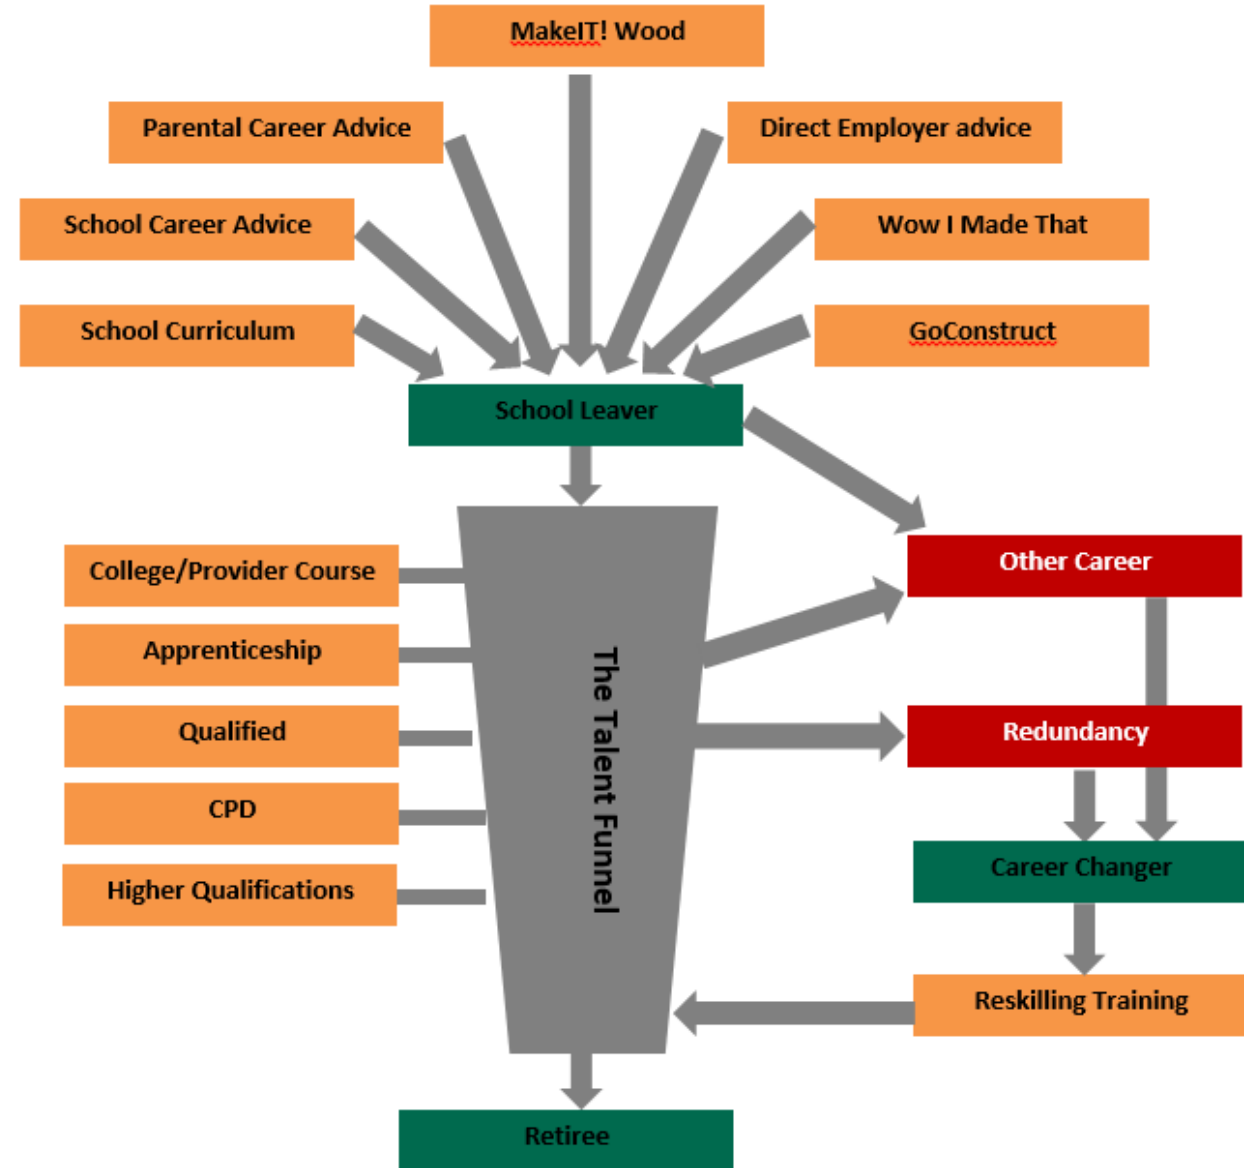 MakeIT! Wood
Parental Career Advice
Direct Employer advice
School Career Advice
Wow I Made That
School Curriculum
GoConstruct
School Leaver
College/Provider Course
Other Career
Apprenticeship
The Talent Funnel
Qualified
Redundancy
CPD
Career Changer
Higher Qualifications
Reskilling Training
Retiree